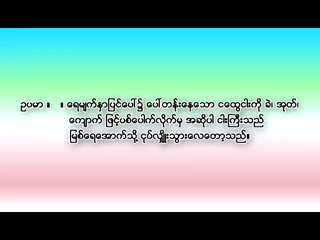 ဥပမာ ။   ။ ရေမျက်နှာပြင်ပေါ်၌ ပေါ်တန်းနေသော ငထွေငါးကို ခဲ၊ အုတ်၊
ကျောက် ဖြင့်ပစ်ပေါက်လိုက်မှ အဆိုပါ ငါးကြီးသည်
မြစ်ရေအောက်သို့ ငုပ်လျှိုးသွားလေတော့သည်။